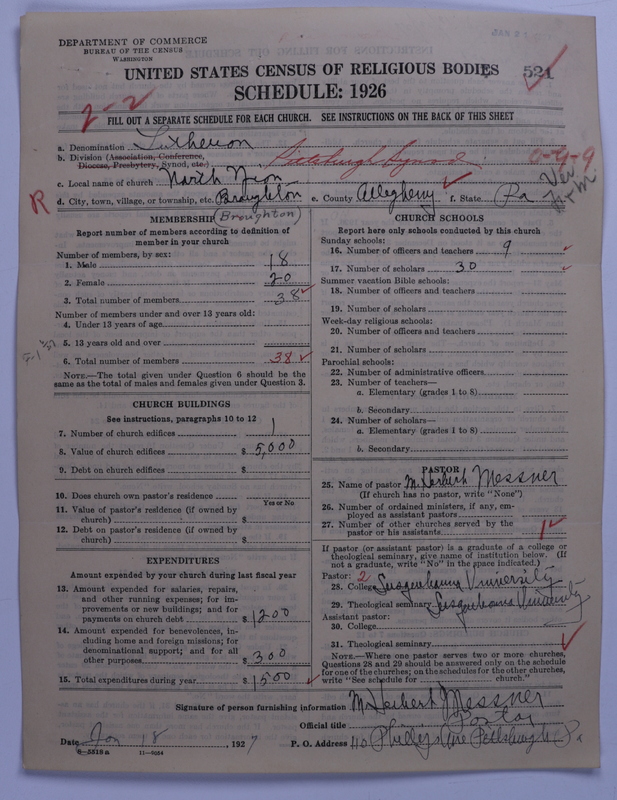 DEPARTMENT OF COMMERCE
BUREAU OF THE CENSUS
WASHINGTON
UNITED STATES CENSUS OF RELIGIOUS BODIES
521
SCHEDULE: 1926
2-2
FILL OUT A SEPARATE SCHEDULE FOR EACH CHURCH. SEE INSTRUCTIONS ON THE BACK OF THIS SHEET
a. Denomination Lutheran
b. Division (Association, Conference, Diocese, Presbytery, Synod, etc.) Pittsburgh Synod
0-9-9
c. Local name of church North Zion
Ver
R
d. City, town, village, or township, etc. Broughton e. County Allegheny f. State Pa
(Broughton)
MEMBERSHIP
Report number of members according to definition of
member in your church
Number of members, by sex:
1. Male 18
2. Female 20
3. Total number of members 38
Number of members under and over 13 years old:
4. Under 13 years of age
5. 13 years old and over
6. Total number of members 38
NOTE.—The total given under Question 6 should be the
same as the total of males and females given under Question 3.
CHURCH BUILDINGS
See instructions, paragraphs 10 to 12
7. Number of church edifices 1
8. Value of church edifices $ 5,000
9. Debt on church edifices $
10. Does church own pastor's residence
Yes or No
11. Value of pastor's residence (if owned by
church) $
12. Debt on pastor's residence (if owned by
church) $
EXPENDITURES
Amount expended by your church during last fiscal year
13. Amount expended for salaries, repairs,
and other running expenses; for im-
provements or new buildings; and for
payments on church debt $ 1200
14. Amount expended for benevolences, in-
cluding home and foreign missions; for
denominational support; and for all
other purposes $ 300
15. Total expenditures during year $ 1500
CHURCH SCHOOLS
Report here only schools conducted by this church
Sunday schools:
16. Number of officers and teachers 9
17. Number of scholars 30
Summer vacation Bible schools:
18. Number of officers and teachers
19. Number of scholars
Week-day religious schools:
20. Number of officers and teachers
21. Number of scholars
Parochial schools:
22. Number of administrative officers
23. Number of teachers—
a. Elementary (grades 1 to 8)
b. Secondary
24. Number of scholars—
a. Elementary (grades 1 to 8)
b. Secondary
PASTOR
25. Name of pastor M. Herbert Messner
(If church has no pastor, write "None")
26. Number of ordained ministers, if any, em-
ployed as assistant pastors
27. Number of other churches served by the
pastor or his assistants 1
If pastor (or assistant pastor) is a graduate of a college or
theological seminary, give name of institution below. (If
not a graduate, write "No" in the space indicated.)
Pastor: 2
28. College Susquehanna University
29. Theological seminary Susquehanna University
Assistant pastor:
30. College
31. Theological seminary
NOTE.—Where one pastor serves two or more churches,
Questions 28 and 29 should be answered only on the schedule
for one of the churches; on the schedules for the other churches,
write "See schedule for church."
Signature of person furnishing information M Herbert Messner
Official title Pastor
Date Jan 18, 1927 P. O. Address 110 Phillips Ave Pittsburgh Pa
8-5318 a 11-9024